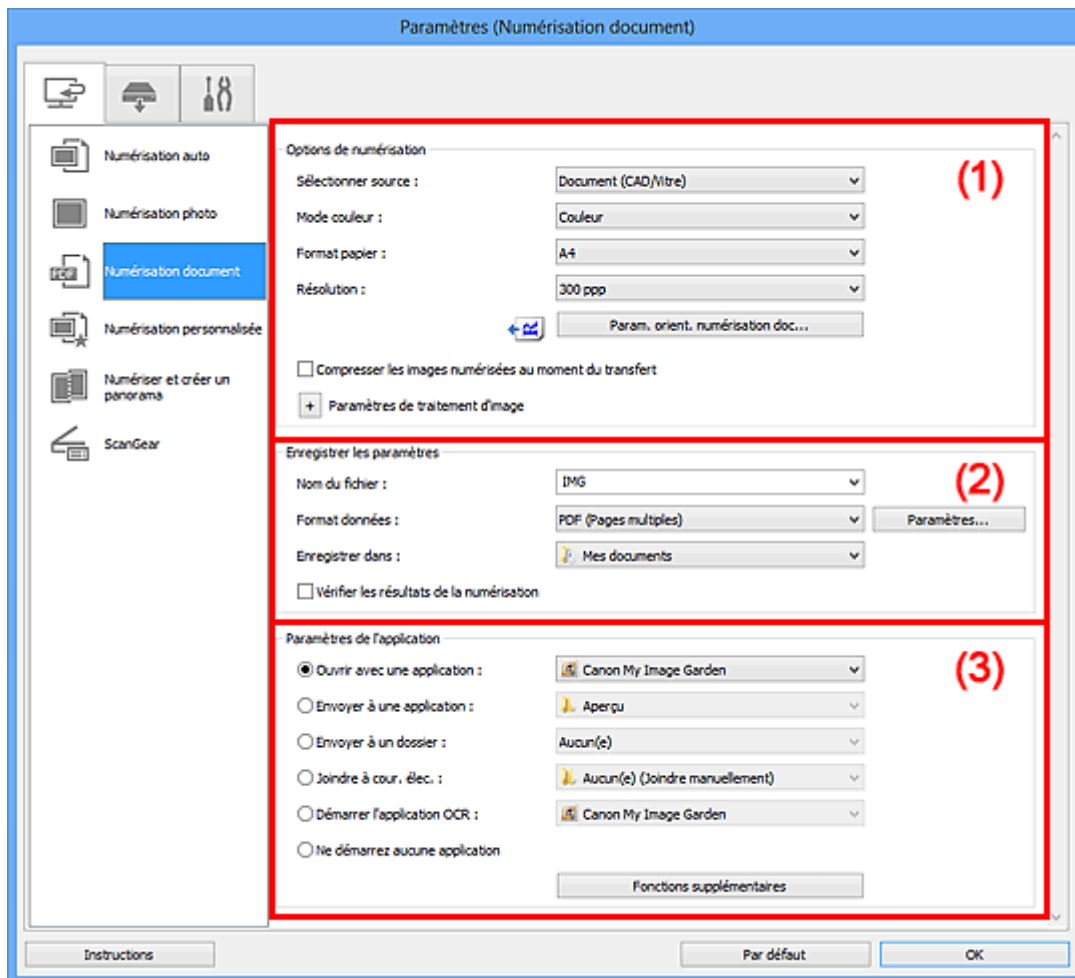 Paramètres (Numérisation document)
Numérisation auto
Numérisation photo
PDF
Numérisation document
Numérisation personnalisée
Numériser et créer un
panorama
ScanGear
Options de numérisation
(1)
Sélectionner source : Document (CAD/Vitre)
Mode couleur : Couleur
Format papier : A4
Résolution : 300 ppp
R Param. orient. numérisation doc...
Compresser les images numérisées au moment du transfert
+ Paramètres de traitement d'image
Enregistrer les paramètres
(2)
Nom du fichier : IMG
Format données : PDF (Pages multiples) Paramètres...
Enregistrer dans : Mes documents
Vérifier les résultats de la numérisation
Paramètres de l'application
(3)
Ouvrir avec une application : Canon My Image Garden
Envoyer à une application : Aperçu
Envoyer à un dossier : Aucun(e)
Joindre à cour. élec. : Aucun(e) (Joindre manuellement)
Démarrer l'application OCR : Canon My Image Garden
Ne démarrez aucune application
Fonctions supplémentaires
Instructions Par défaut OK